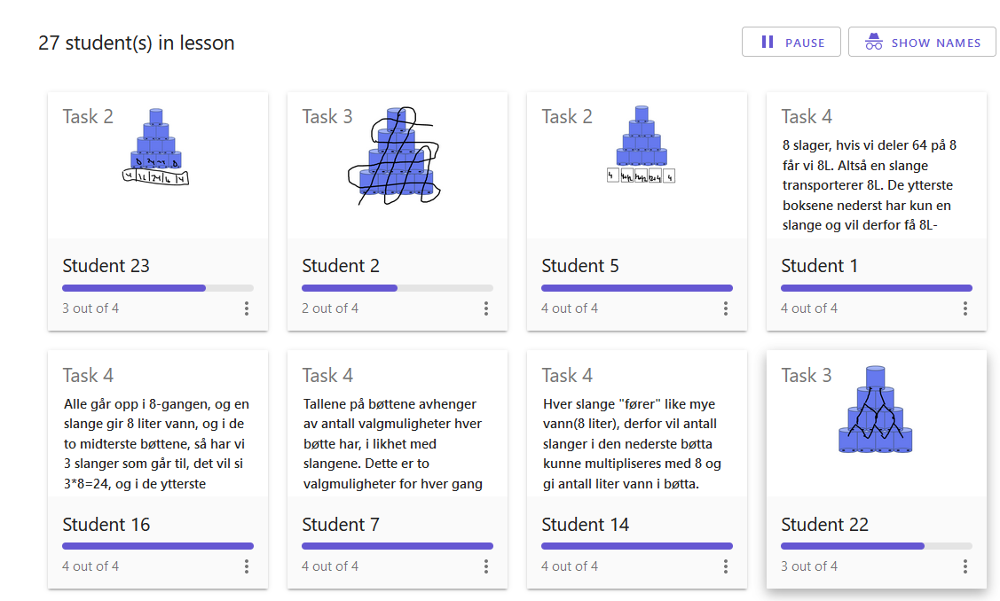 27 student(s) in lesson
PAUSE
SHOW NAMES
Task 2
Student 23
3 out of 4
Task 3
Student 2
2 out of 4
Task 2
Student 5
4 out of 4
Task 4
8 slager, hvis vi deler 64 på 8
får vi 8L. Altså en slange
transporterer 8L. De ytterste
boksene nederst har kun en
slange og vil derfor få 8L-
Student 1
4 out of 4
Task 4
Alle går opp i 8-gangen, og en
slange gir 8 liter vann, og i de
to midterste bøttene, så har vi
3 slanger som går til, det vil si
3*8=24, og i de ytterste
Student 16
4 out of 4
Task 4
Tallene på bøttene avhenger
av antall valgmuligheter hver
bøtte har, i likhet med
slangene. Dette er to
valgmuligheter for hver gang
Student 7
4 out of 4
Task 4
Hver slange "fører" like mye
vann(8 liter), derfor vil antall
slanger i den nederste bøtta
kunne multipliseres med 8 og
gi antall liter vann i bøtta.
Student 14
4 out of 4
Task 3
Student 22
3 out of 4